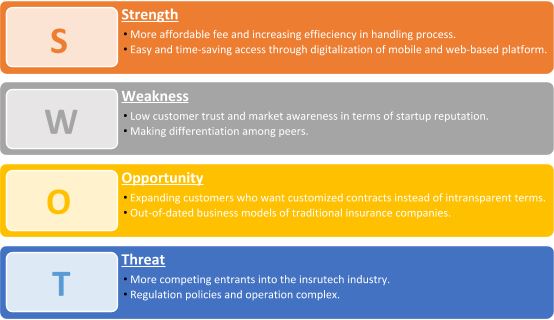 S
Strength
• More affordable fee and increasing effieciency in handling process.
• Easy and time-saving access through digitalization of mobile and web-based platform.
W
Weakness
• Low customer trust and market awareness in terms of startup reputation.
• Making differentiation among peers.
O
Opportunity
• Expanding customers who want customized contracts instead of intransparent terms.
• Out-of-dated business models of traditional insurance companies.
T
Threat
• More competing entrants into the insrutech industry.
• Regulation policies and operation complex.